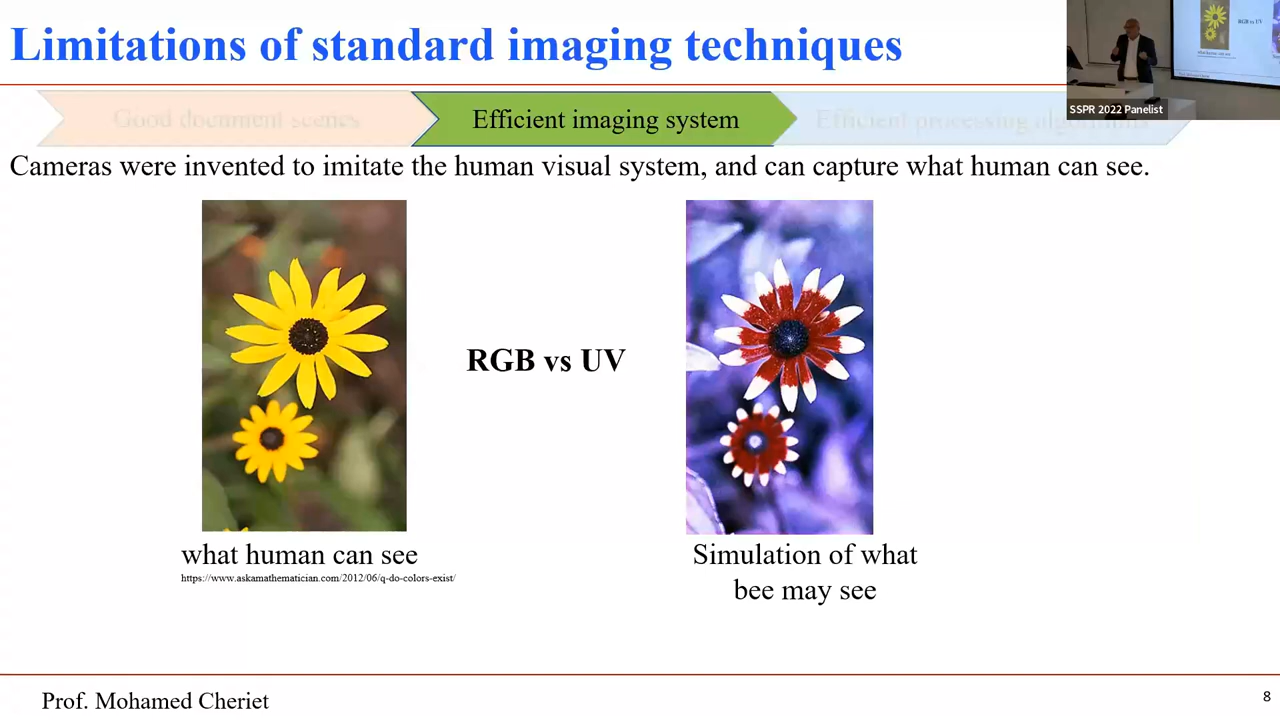 Limitations of standard imaging techniques
SSPR 2022 Panelist
RGB vs UV
Good document scenes
Efficient imaging system
Efficient processing algorithms
Cameras were invented to imitate the human visual system, and can capture what human can see.
RGB vs UV
what human can see
https://www.askamathematician.com/2012/06/q-do-colors-exist/
Simulation of what
bee may see
Prof. Mohamed Cheriet
8